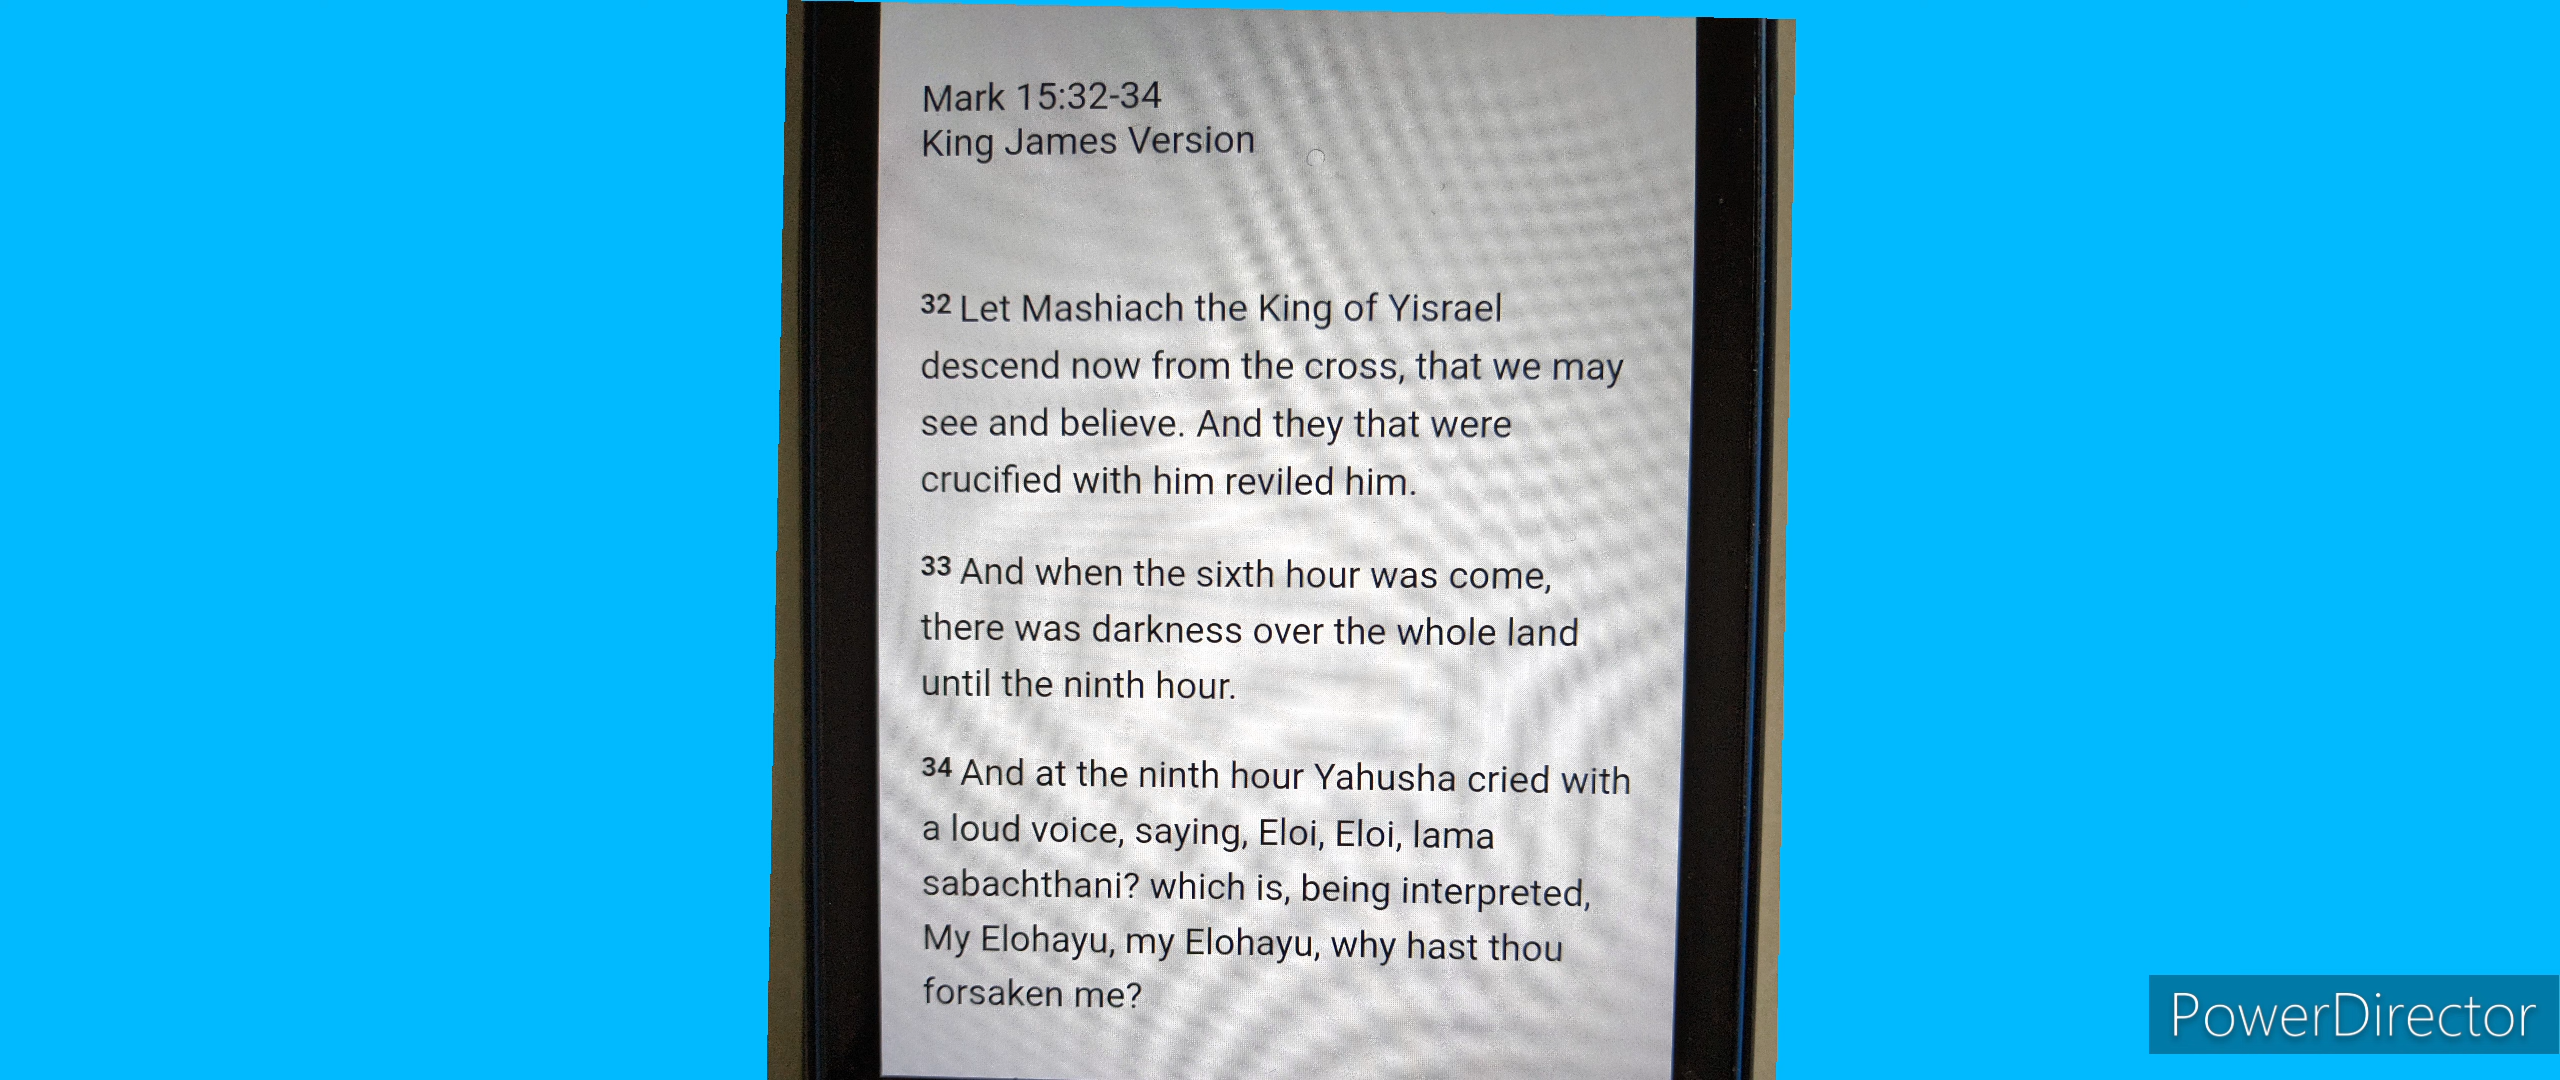 Mark 15:32-34
King James Version
32 Let Mashiach the King of Yisrael
descend now from the cross, that we may
see and believe. And they that were
crucified with him reviled him.
33 And when the sixth hour was come,
there was darkness over the whole land
until the ninth hour.
34 And at the ninth hour Yahusha cried with
a loud voice, saying, Eloi, Eloi, lama
sabachthani? which is, being interpreted,
My Elohayu, my Elohayu, why hast thou
forsaken me?
PowerDirector